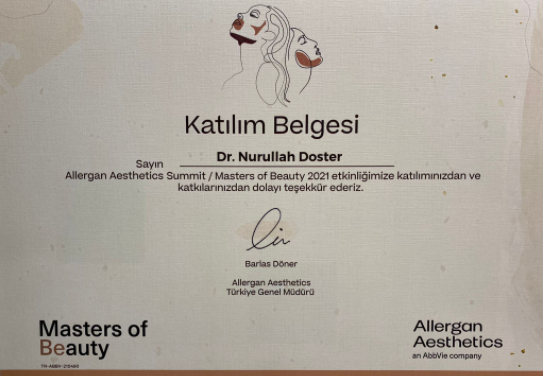 Katılım Belgesi
Sayın Dr. Nurullah Doster
Allergan Aesthetics Summit / Masters of Beauty 2021 etkinliğimize katılımınızdan ve
katkılarınızdan dolayı teşekkür ederiz.
Barlas Döner
Allergan Aesthetics
Türkiye Genel Müdürü
Masters of
Beauty
Allergan
Aesthetics
an AbbVie company